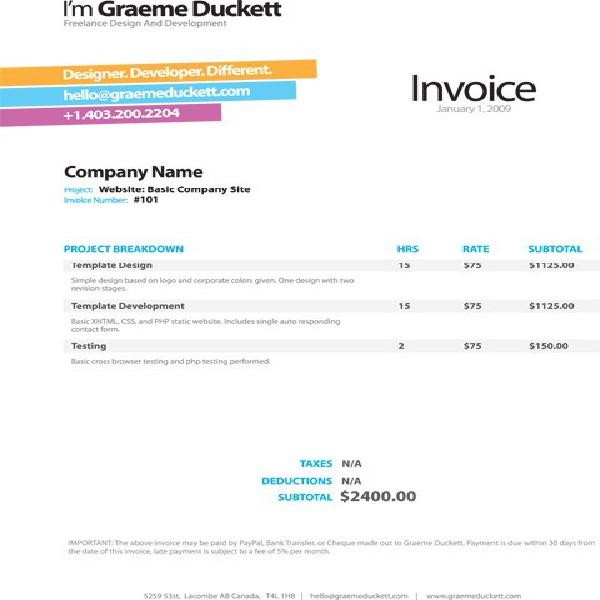 I'm Graeme Duckett
Freelance Design And Development
Designer. Developer. Different.
hello@graemeduckett.com
+1.403.200.2204
Invoice
January 1, 2009
Company Name
Project: Website: Basic Company Site
Invoice Number: #101
PROJECT BREAKDOWN HRS RATE SUBTOTAL
Template Design 15 $75 $1125.00
Simple design based on logo and corporate colors given. One design with two
revision stages.
Template Development 15 $75 $1125.00
Basic XHTML, CSS, and PHP static website. Includes single auto responding
contact form.
Testing 2 $75 $150.00
Basic cross browser testing and php testing performed.
TAXES N/A
DEDUCTIONS N/A
SUBTOTAL $2400.00
IMPORTANT: The above invoice may be paid by PayPal, Bank Transfer, or Cheque made out to Graeme Duckett. Payment is due within 30 days from
the date of this invoice, late payment is subject to a fee of 5% per month.
5259 53st, Lacombe AB Canada, T4L 1H8 | hello@graemeduckett.com | www.graemeduckett.com